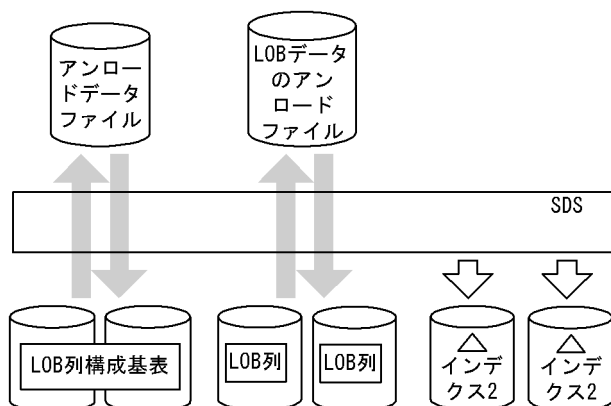 アンロー
ドデータ
ファイル
LOBデータ
のアン
ロード
ファイル
SDS
LOB列構成基表
LOB列
LOB列
インデ
クス2
インデ
クス2